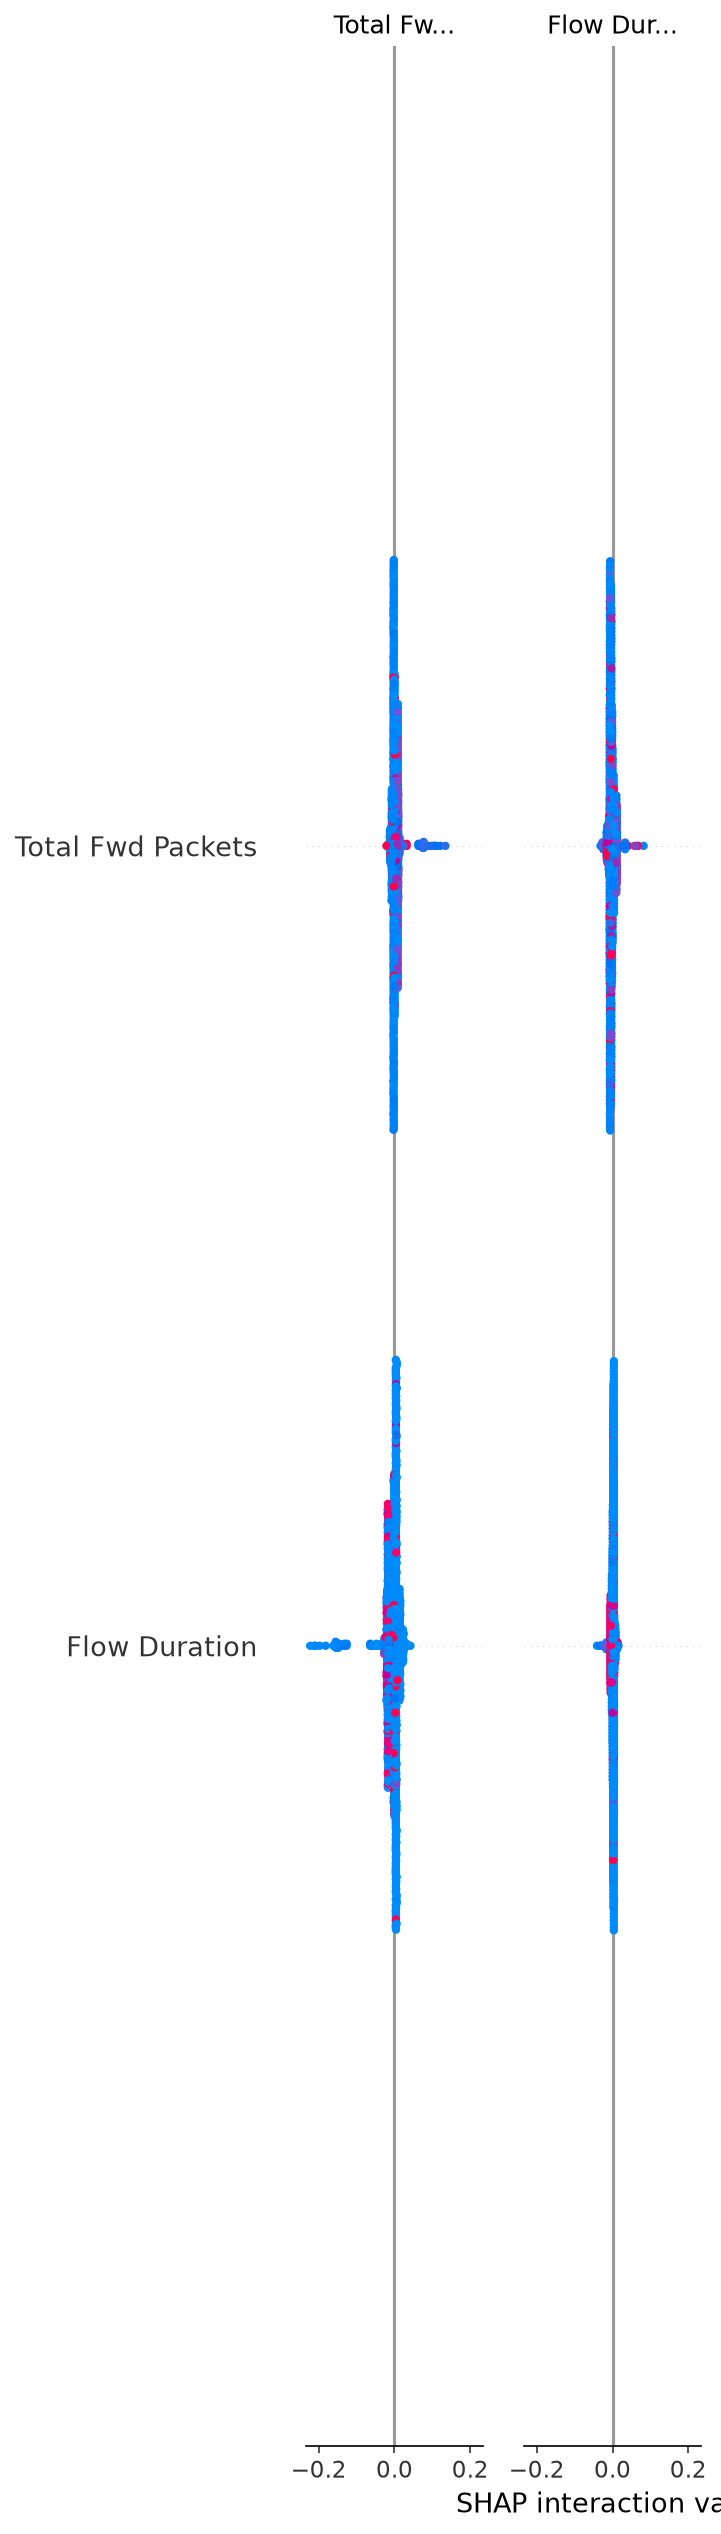 Total Fw... Flow Dur...
Total Fwd Packets
Flow Duration
−0.2 0.0 0.2 −0.2 0.0 0.2
SHAP interaction va